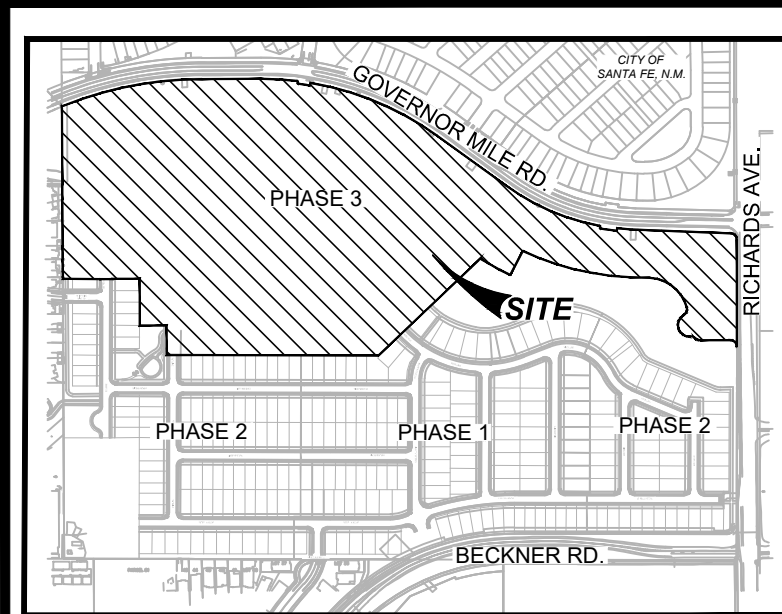 CITY OF
SANTA FE, N.M.
GOVERNOR MILE RD.
RICHARDS AVE.
PHASE 3
SITE
PHASE 2
PHASE 1
PHASE 2
BECKNER RD.